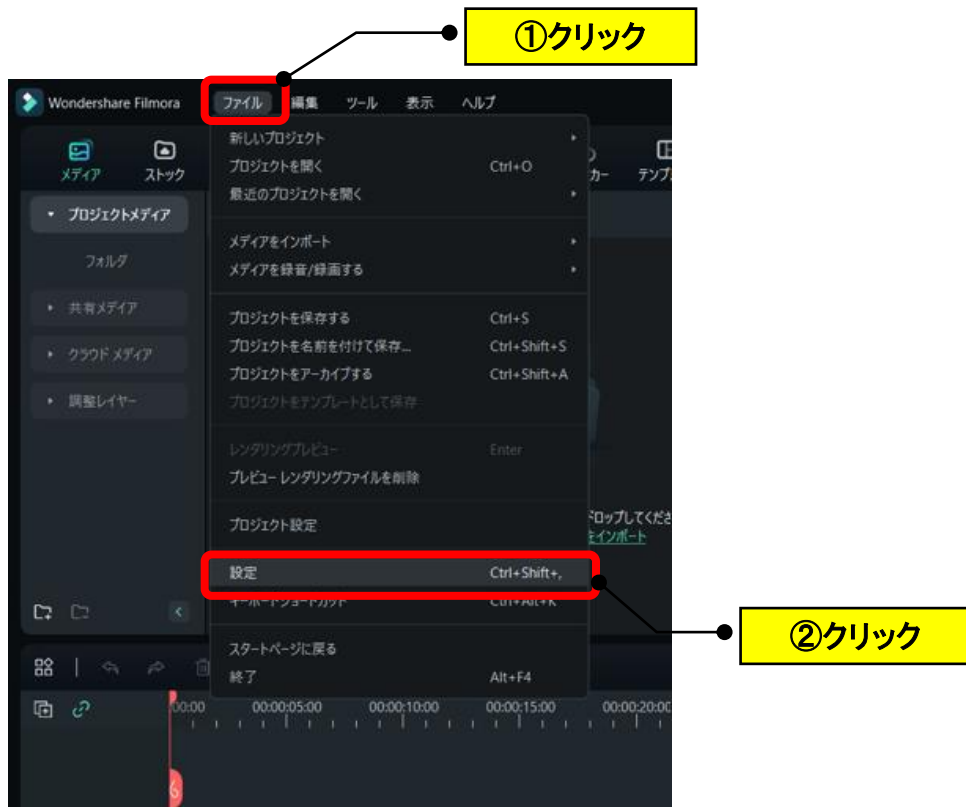 ①クリック
Wondershare Filmora ファイル 編集 ツール 表示 ヘルプ
メディア ストック カー テンプ
新しいプロジェクト
プロジェクトを開く Ctrl+O
最近のプロジェクトを開く
メディアをインポート
メディアを録音/録画する
プロジェクトを保存する Ctrl+S
プロジェクトを名前を付けて保存... Ctrl+Shift+S
プロジェクトをアーカイブする Ctrl+Shift+A
プロジェクトをテンプレートとして保存
レンダリングプレビュー Enter
プレビュー レンダリングファイルを削除
プロジェクト設定
設定 Ctrl+Shift+,
キーボードショートカット Ctrl+Alt+K
スタートページに戻る
終了 Alt+F4
プロジェクトメディア
フォルダ
共有メディア
クラウド メディア
調整レイヤー
ドロップしてくださ
をインポート
②クリック
00:00 00:00:05:00 00:00:10:00 00:00:15:00 00:00:20:00